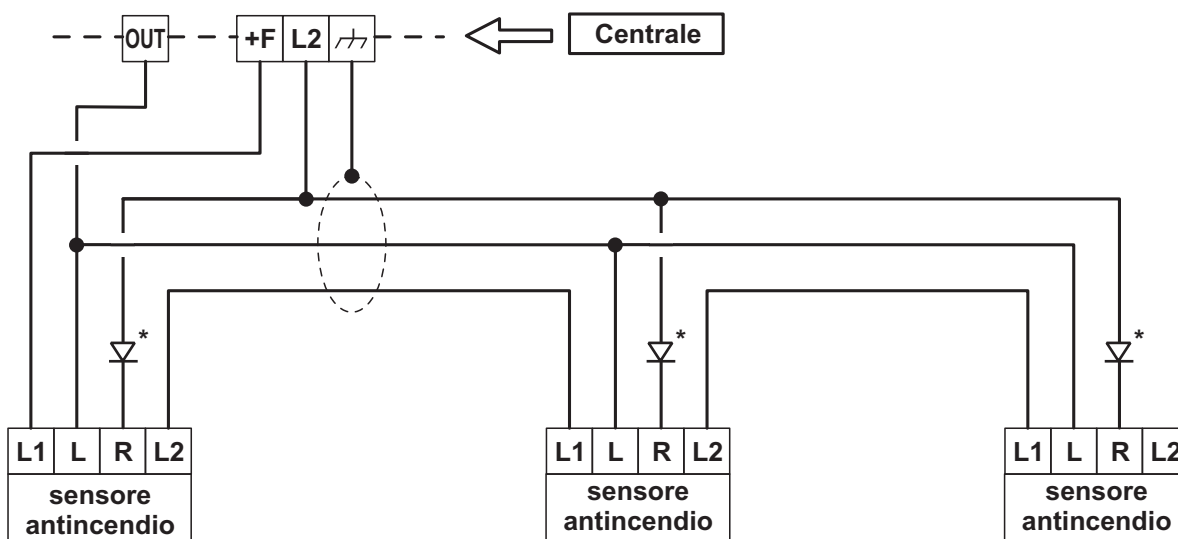 OUT +F L2 Centrale
* * *
L1 L R L2 L1 L R L2 L1 L R L2
sensore sensore sensore
antincendio antincendio antincendio